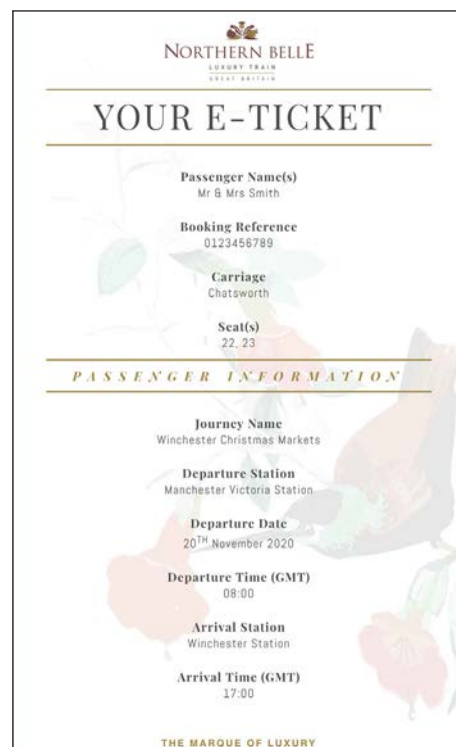 NORTHERN BELLE
LUXURY TRAIN
GREAT BRITAIN
YOUR E-TICKET
Passenger Name(s)
Mr & Mrs Smith
Booking Reference
0123456789
Carriage
Chatsworth
Seat(s)
22, 23
PASSENGER INFORMATION
Journey Name
Winchester Christmas Markets
Departure Station
Manchester Victoria Station
Departure Date
20TH November 2020
Departure Time (GMT)
08:00
Arrival Station
Winchester Station
Arrival Time (GMT)
17:00
THE MARQUE OF LUXURY